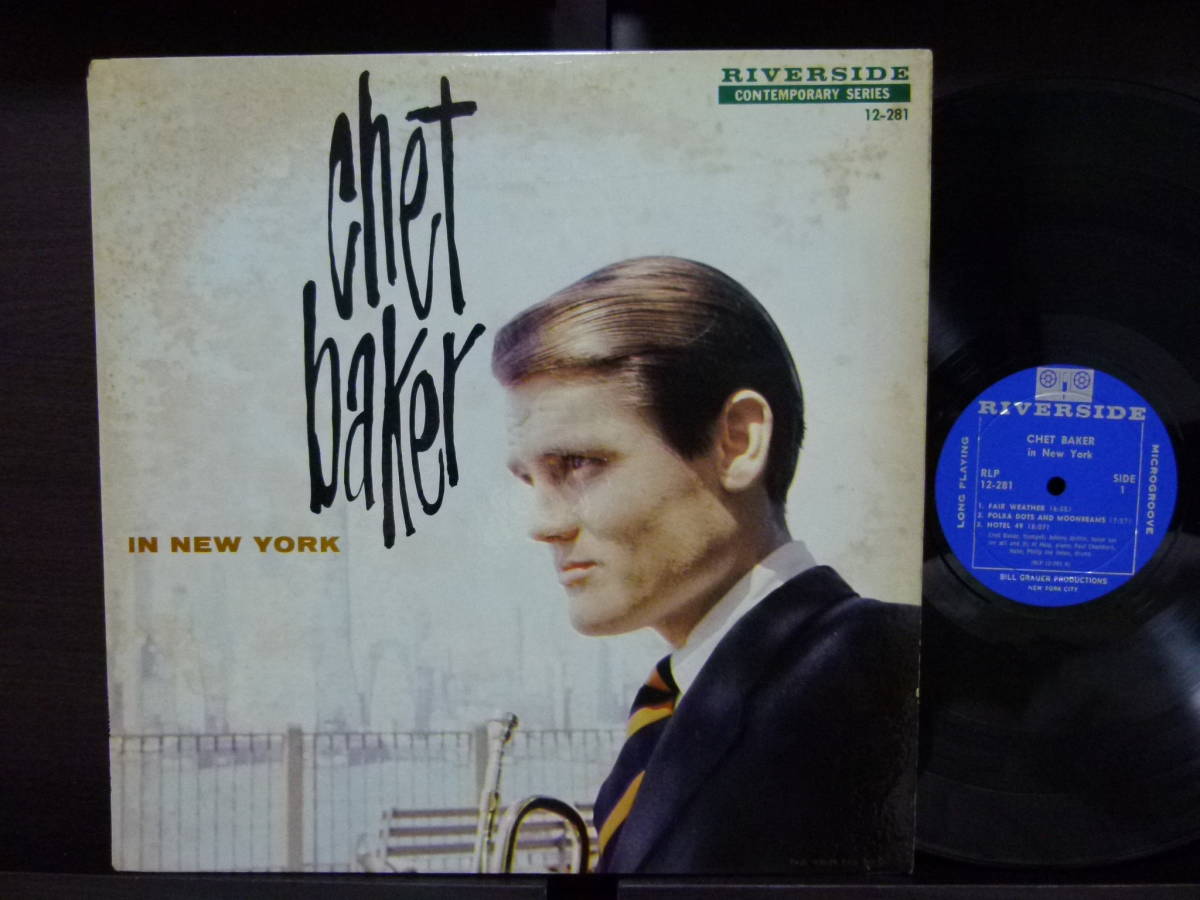 chet
baker
IN NEW YORK
RIVERSIDE
CONTEMPORARY SERIES
12-281
RIVERSIDE
CHET BAKER
in New York
RLP
12-281
SIDE
1
LONG PLAYING
MICROGROOVE
1. FAIR WEATHER
2. POLKA DOTS AND MOONBEAMS
3. HOTEL 49
BILL GRAUER PRODUCTIONS
NEW YORK CITY